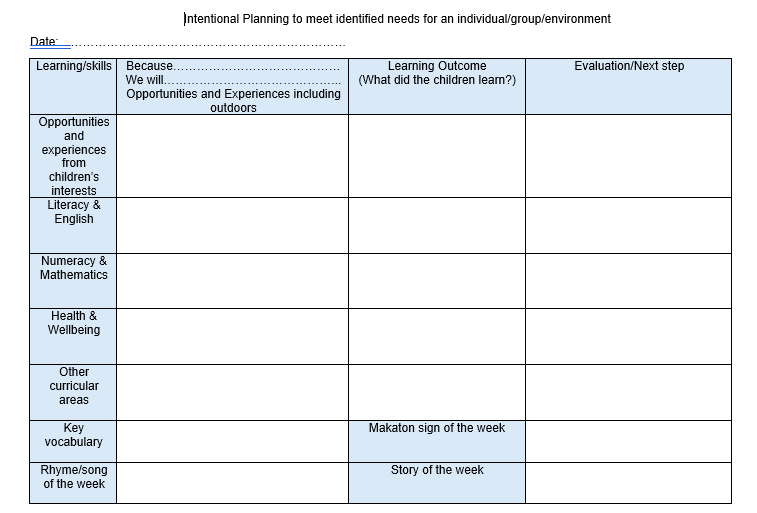 Intentional Planning to meet identified needs for an individual/group/environment
Date:………………………………………………………………
Learning/skills
Because……………………………………
We will………………………………………
Opportunities and Experiences including
outdoors
Learning Outcome
(What did the children learn?)
Evaluation/Next step
Opportunities
and
experiences
from
children's
interests
Literacy &
English
Numeracy &
Mathematics
Health &
Wellbeing
Other
curricular
areas
Key
vocabulary
Makaton sign of the week
Rhyme/song
of the week
Story of the week